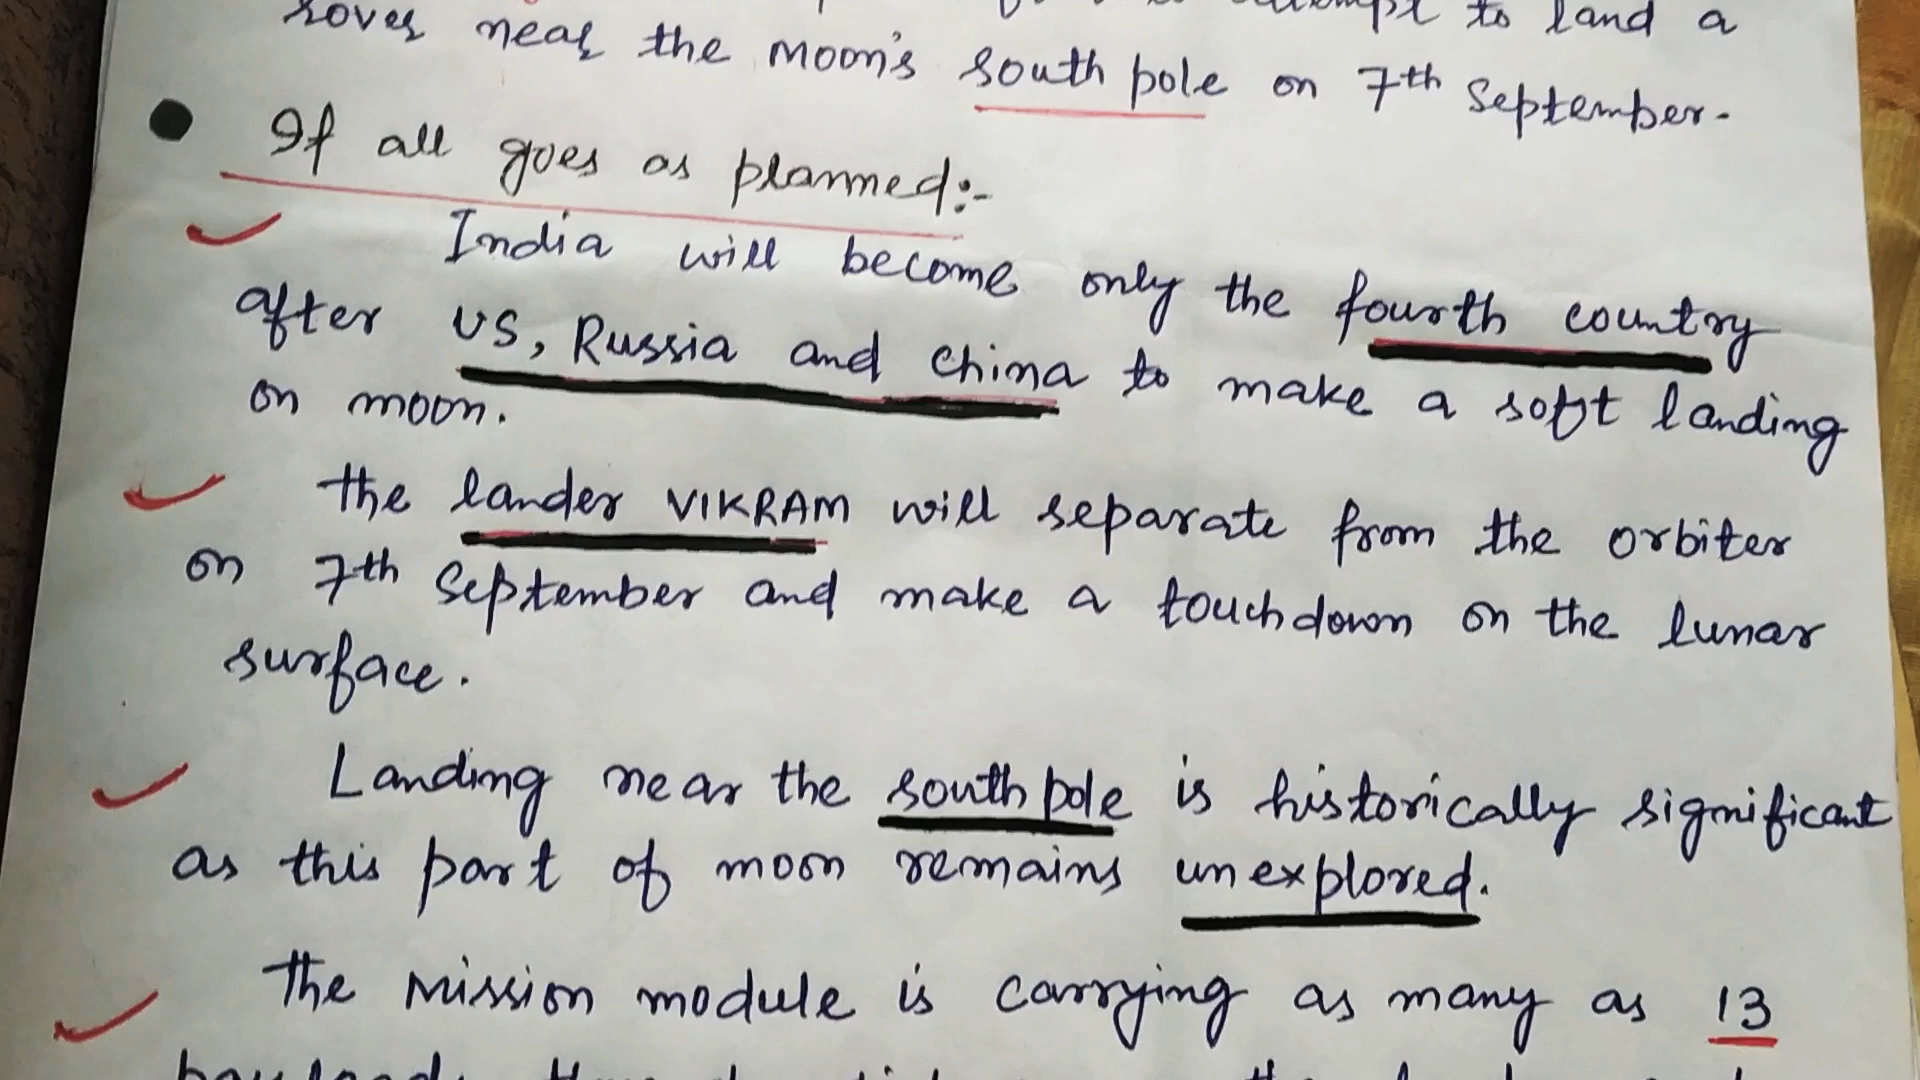 to land a
rover near the moon's south pole on 7th September.
If all goes as planned:-
India will become only the fourth country
after US, Russia and China to make a soft landing
on moon.
the lander VIKRAM will separate from the orbiter
on 7th September and make a touchdown on the lunar
surface.
Landing near the south pole is historically significant
as this part of moon remains unexplored.
The Mission module is carrying as many as 13